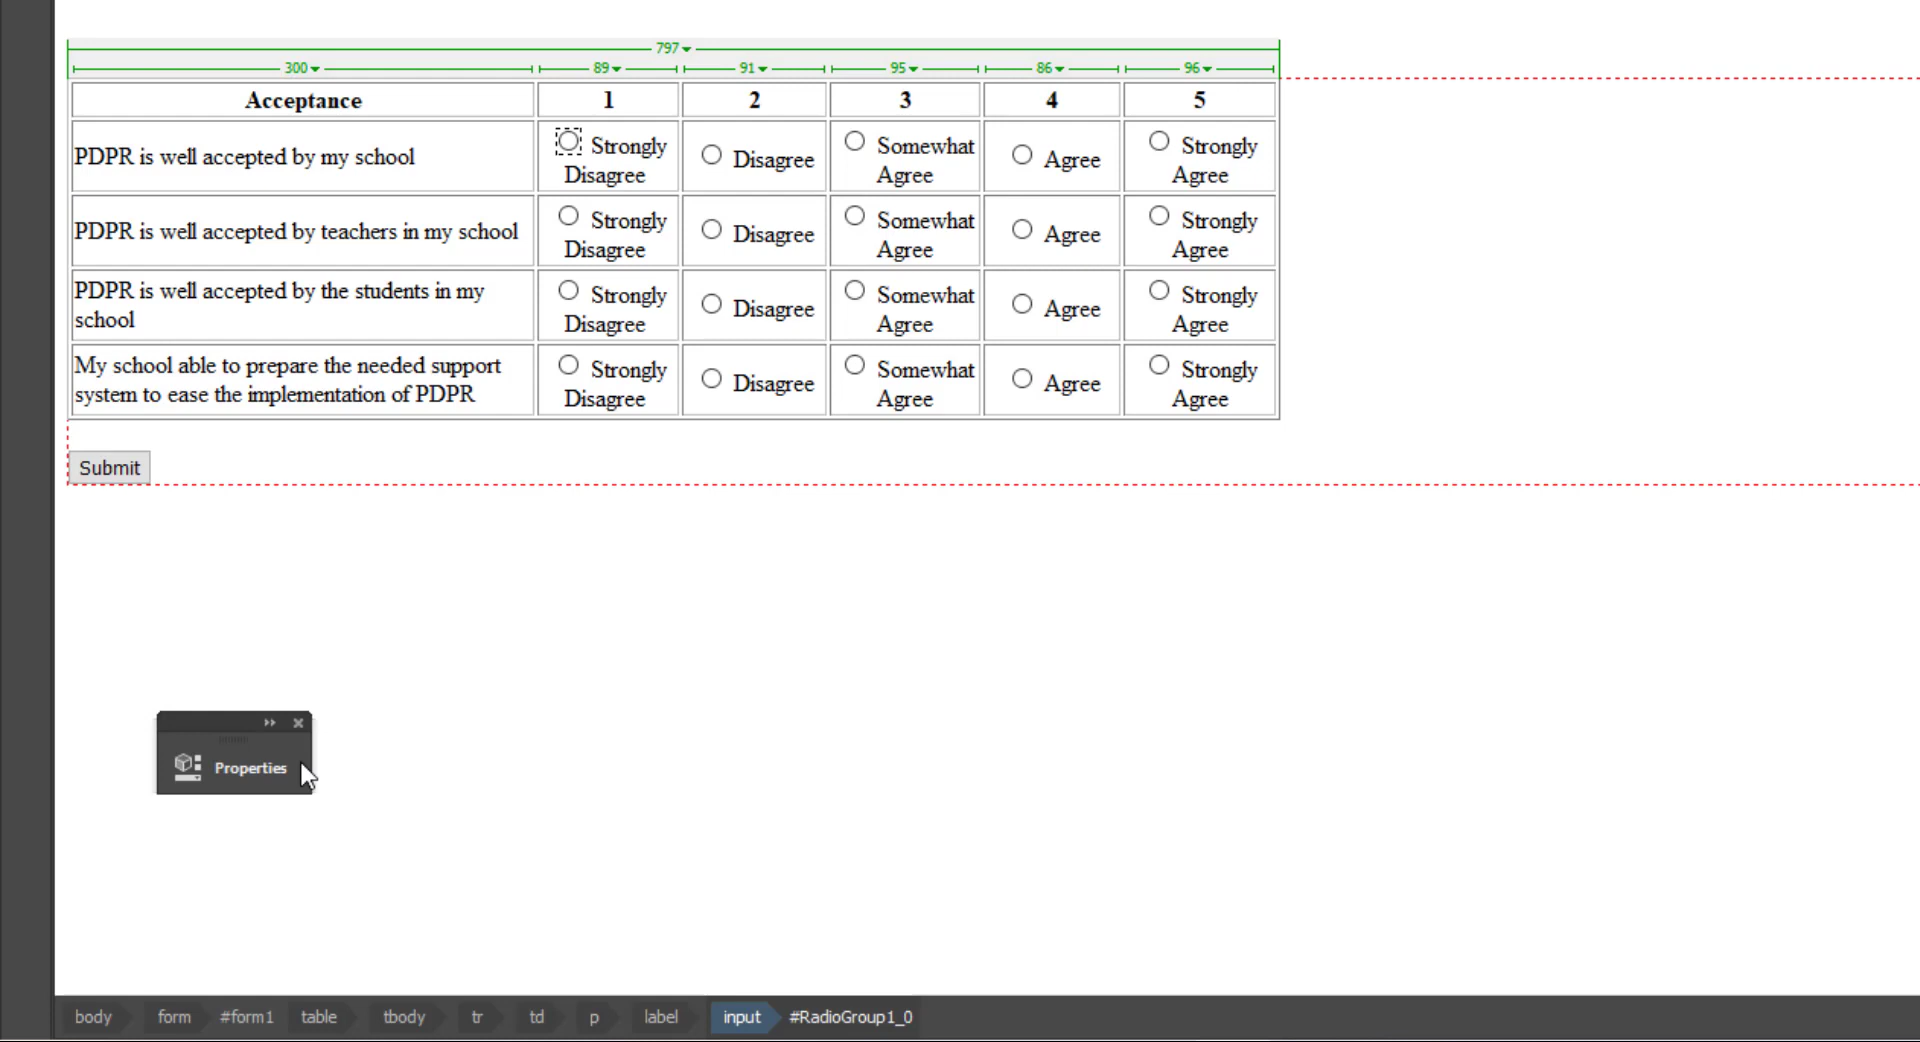 797
300 89 91 95 86 96
Acceptance 1 2 3 4 5
PDPR is well accepted by my school
Strongly
Disagree
Disagree
Somewhat
Agree
Agree
Strongly
Agree
PDPR is well accepted by teachers in my school
Strongly
Disagree
Disagree
Somewhat
Agree
Agree
Strongly
Agree
PDPR is well accepted by the students in my
school
Strongly
Disagree
Disagree
Somewhat
Agree
Agree
Strongly
Agree
My school able to prepare the needed support
system to ease the implementation of PDPR
Strongly
Disagree
Disagree
Somewhat
Agree
Agree
Strongly
Agree
Submit
Properties
body form #form1 table tbody tr td p label input #RadioGroup1_0